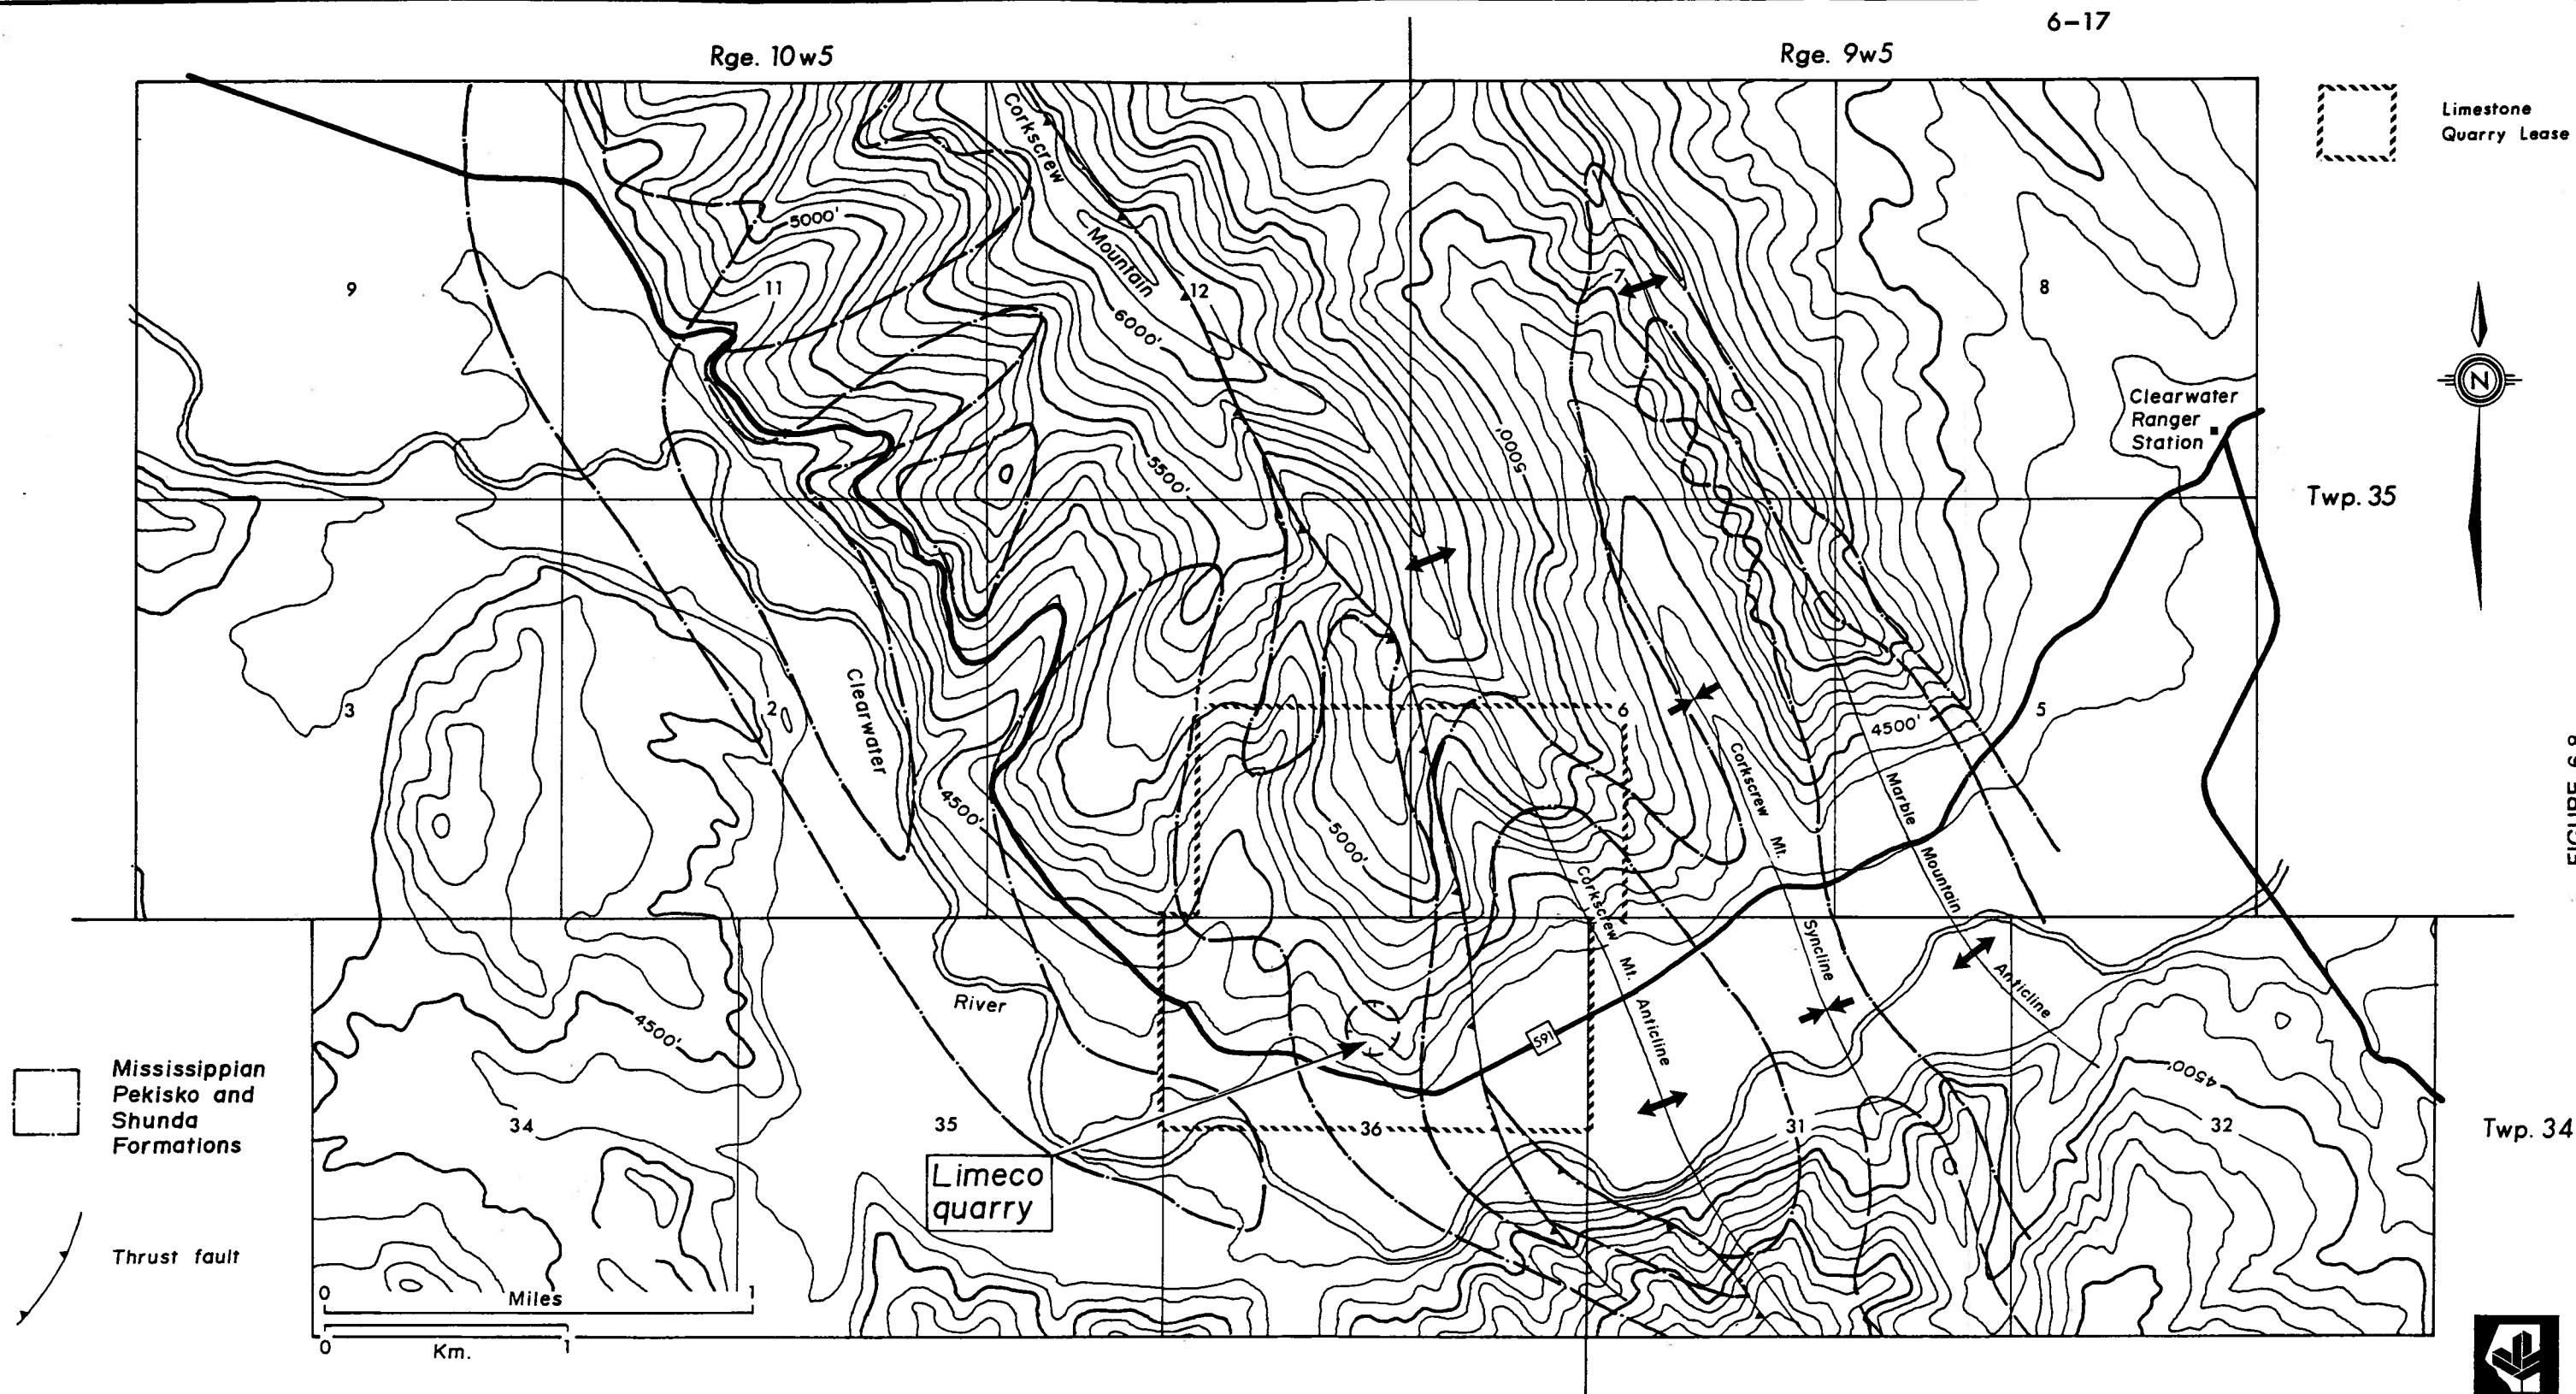 6-17
Rge. 10w5
Rge. 9w5
Limestone
Quarry Lease
Corkscrew
Mountain
5000'
6000'
9
11
12
7
8
N
Clearwater
Ranger
Station
5000'
5500'
Twp. 35
3
2
6
5
Clearwater
4500'
4500'
5000'
Corkscrew Mt. Syncline
Marble Mountain Anticline
Corkscrew Mt. Anticline
River
4500'
591
4500'
Mississippian
Pekisko and
Shunda
Formations
34
35
36
31
32
Twp. 34
Limeco
quarry
Thrust fault
0 Miles 1
0 Km. 1